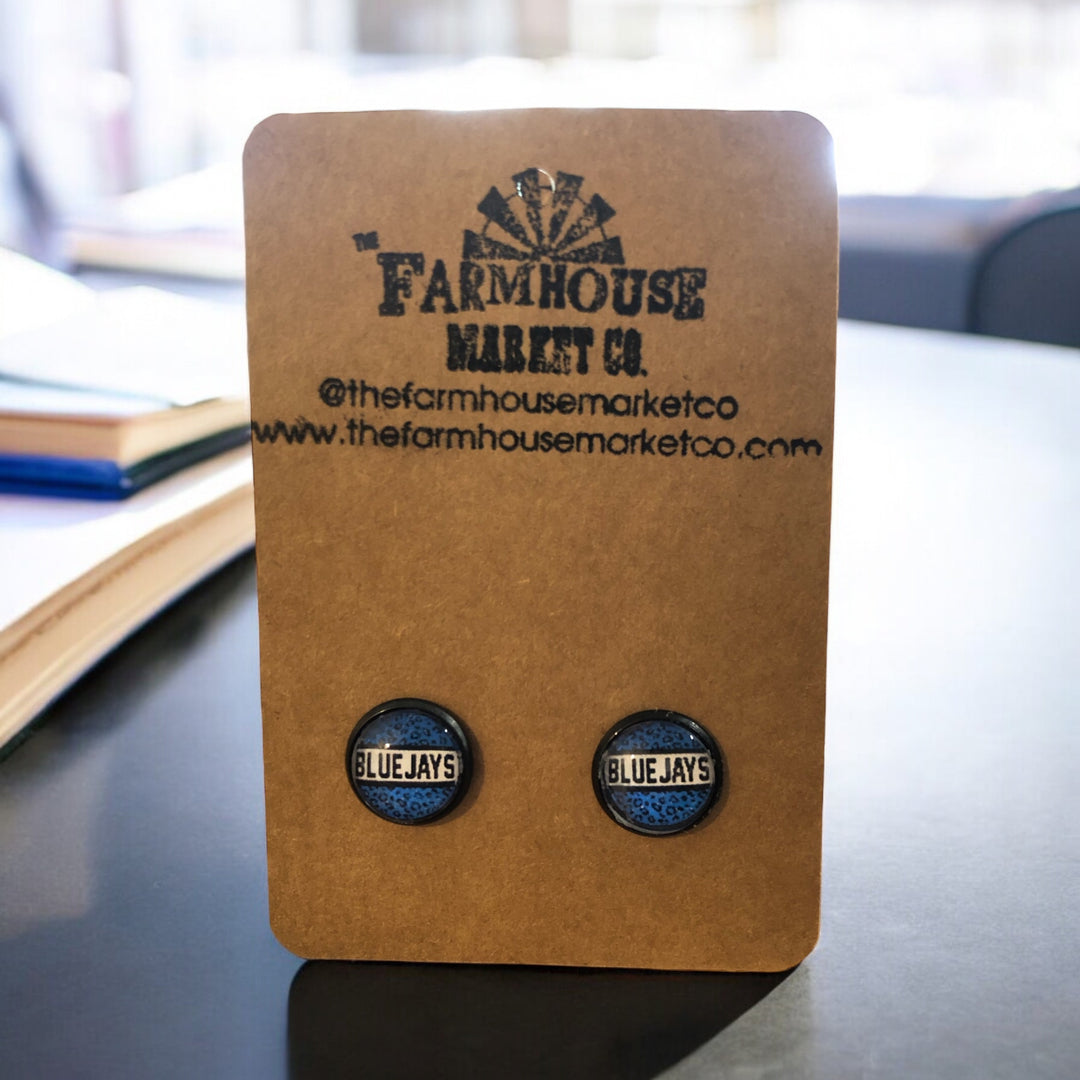 THE
FARMHOUSE
MARKET CO.
@thefarmhousemarketco
www.thefarmhousemarketco.com
BLUEJAYS BLUEJAYS